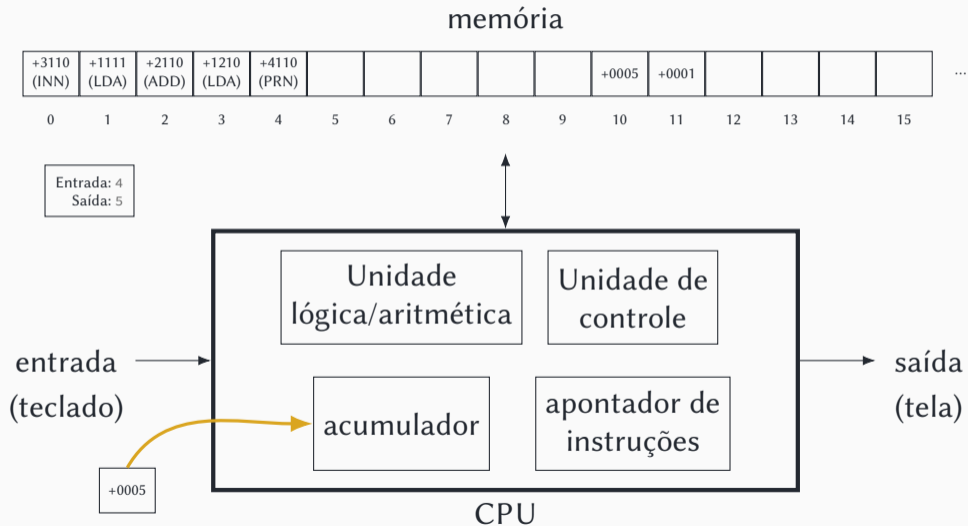 memória
+3110 +1111 +2110 +1210 +4110 +0005 +0001 ...
(INN) (LDA) (ADD) (LDA) (PRN)
0 1 2 3 4 5 6 7 8 9 10 11 12 13 14 15
Entrada: 4
Saída: 5
Unidade
lógica/aritmética
Unidade de
controle
entrada
(teclado)
saída
(tela)
acumulador
apontador de
instruções
+0005
CPU